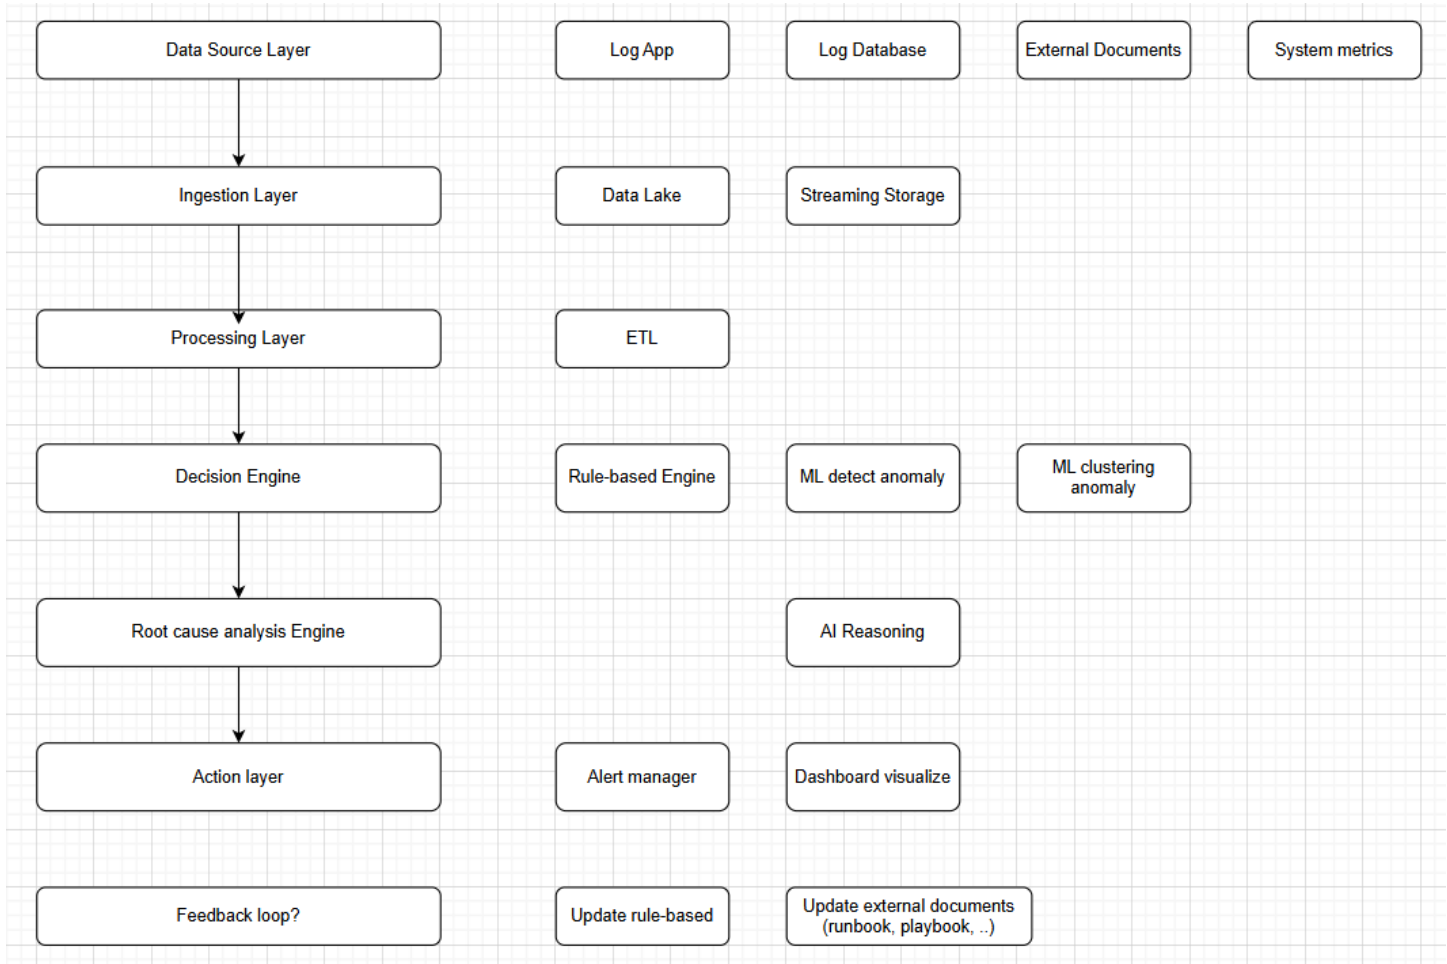 Data Source Layer
Log App
Log Database
External Documents
System metrics
Ingestion Layer
Data Lake
Streaming Storage
Processing Layer
ETL
Decision Engine
Rule-based Engine
ML detect anomaly
ML clustering
anomaly
Root cause analysis Engine
AI Reasoning
Action layer
Alert manager
Dashboard visualize
Feedback loop?
Update rule-based
Update external documents
(runbook, playbook, ..)